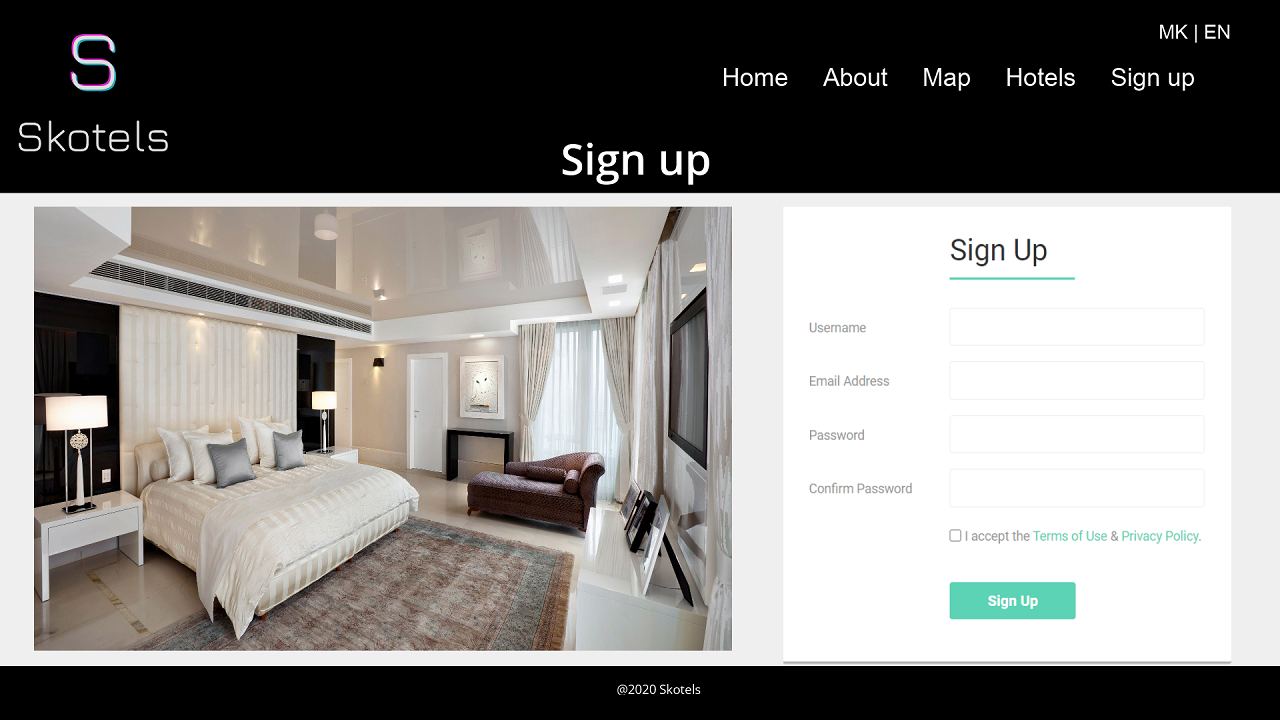 S
MK | EN
Home About Map Hotels Sign up
Skotels
Sign up
Sign Up
Username
Email Address
Password
Confirm Password
I accept the Terms of Use & Privacy Policy.
Sign Up
@2020 Skotels